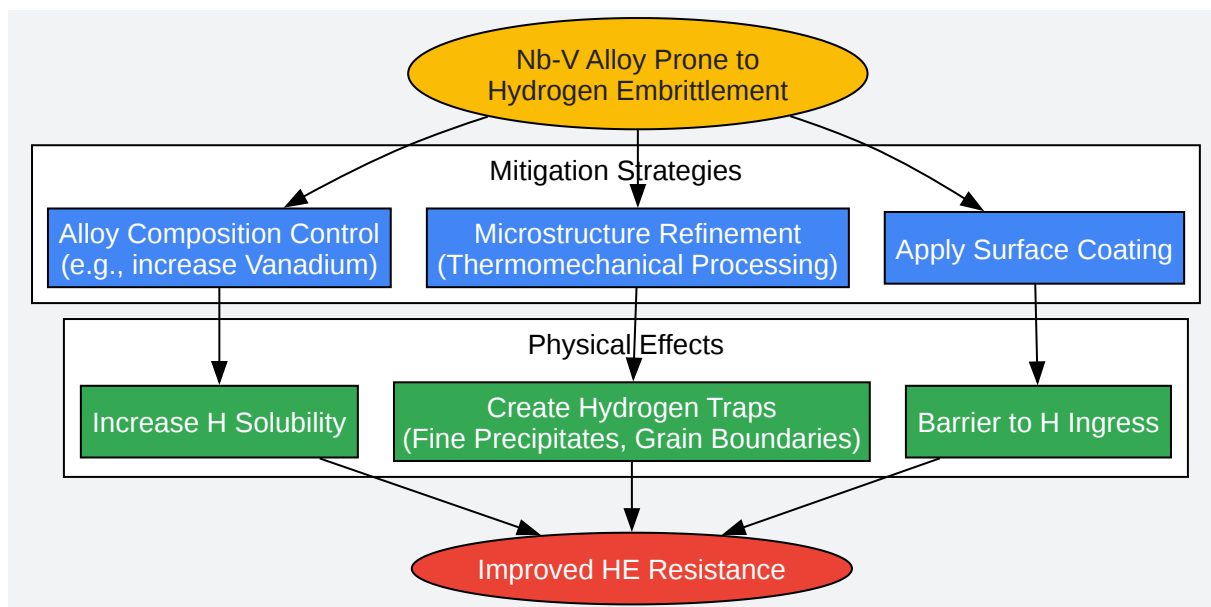 Nb-V Alloy Prone to
Hydrogen Embrittlement
Mitigation Strategies
Alloy Composition Control
(e.g., increase Vanadium)
Microstructure Refinement
(Thermomechanical Processing)
Apply Surface Coating
Physical Effects
Increase H Solubility
Create Hydrogen Traps
(Fine Precipitates, Grain Boundaries)
Barrier to H Ingress
Improved HE Resistance